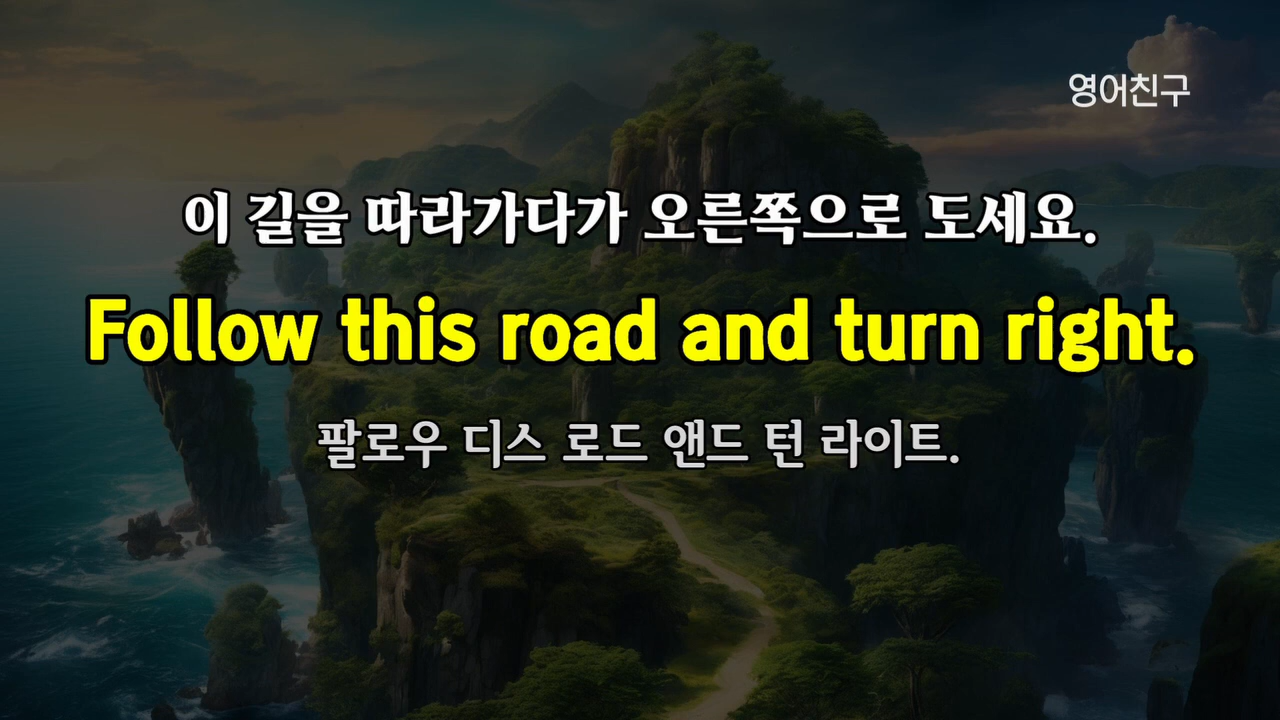 영어친구
이 길을 따라가다가 오른쪽으로 도세요.
Follow this road and turn right.
팔로우 디스 로드 앤드 턴 라이트.